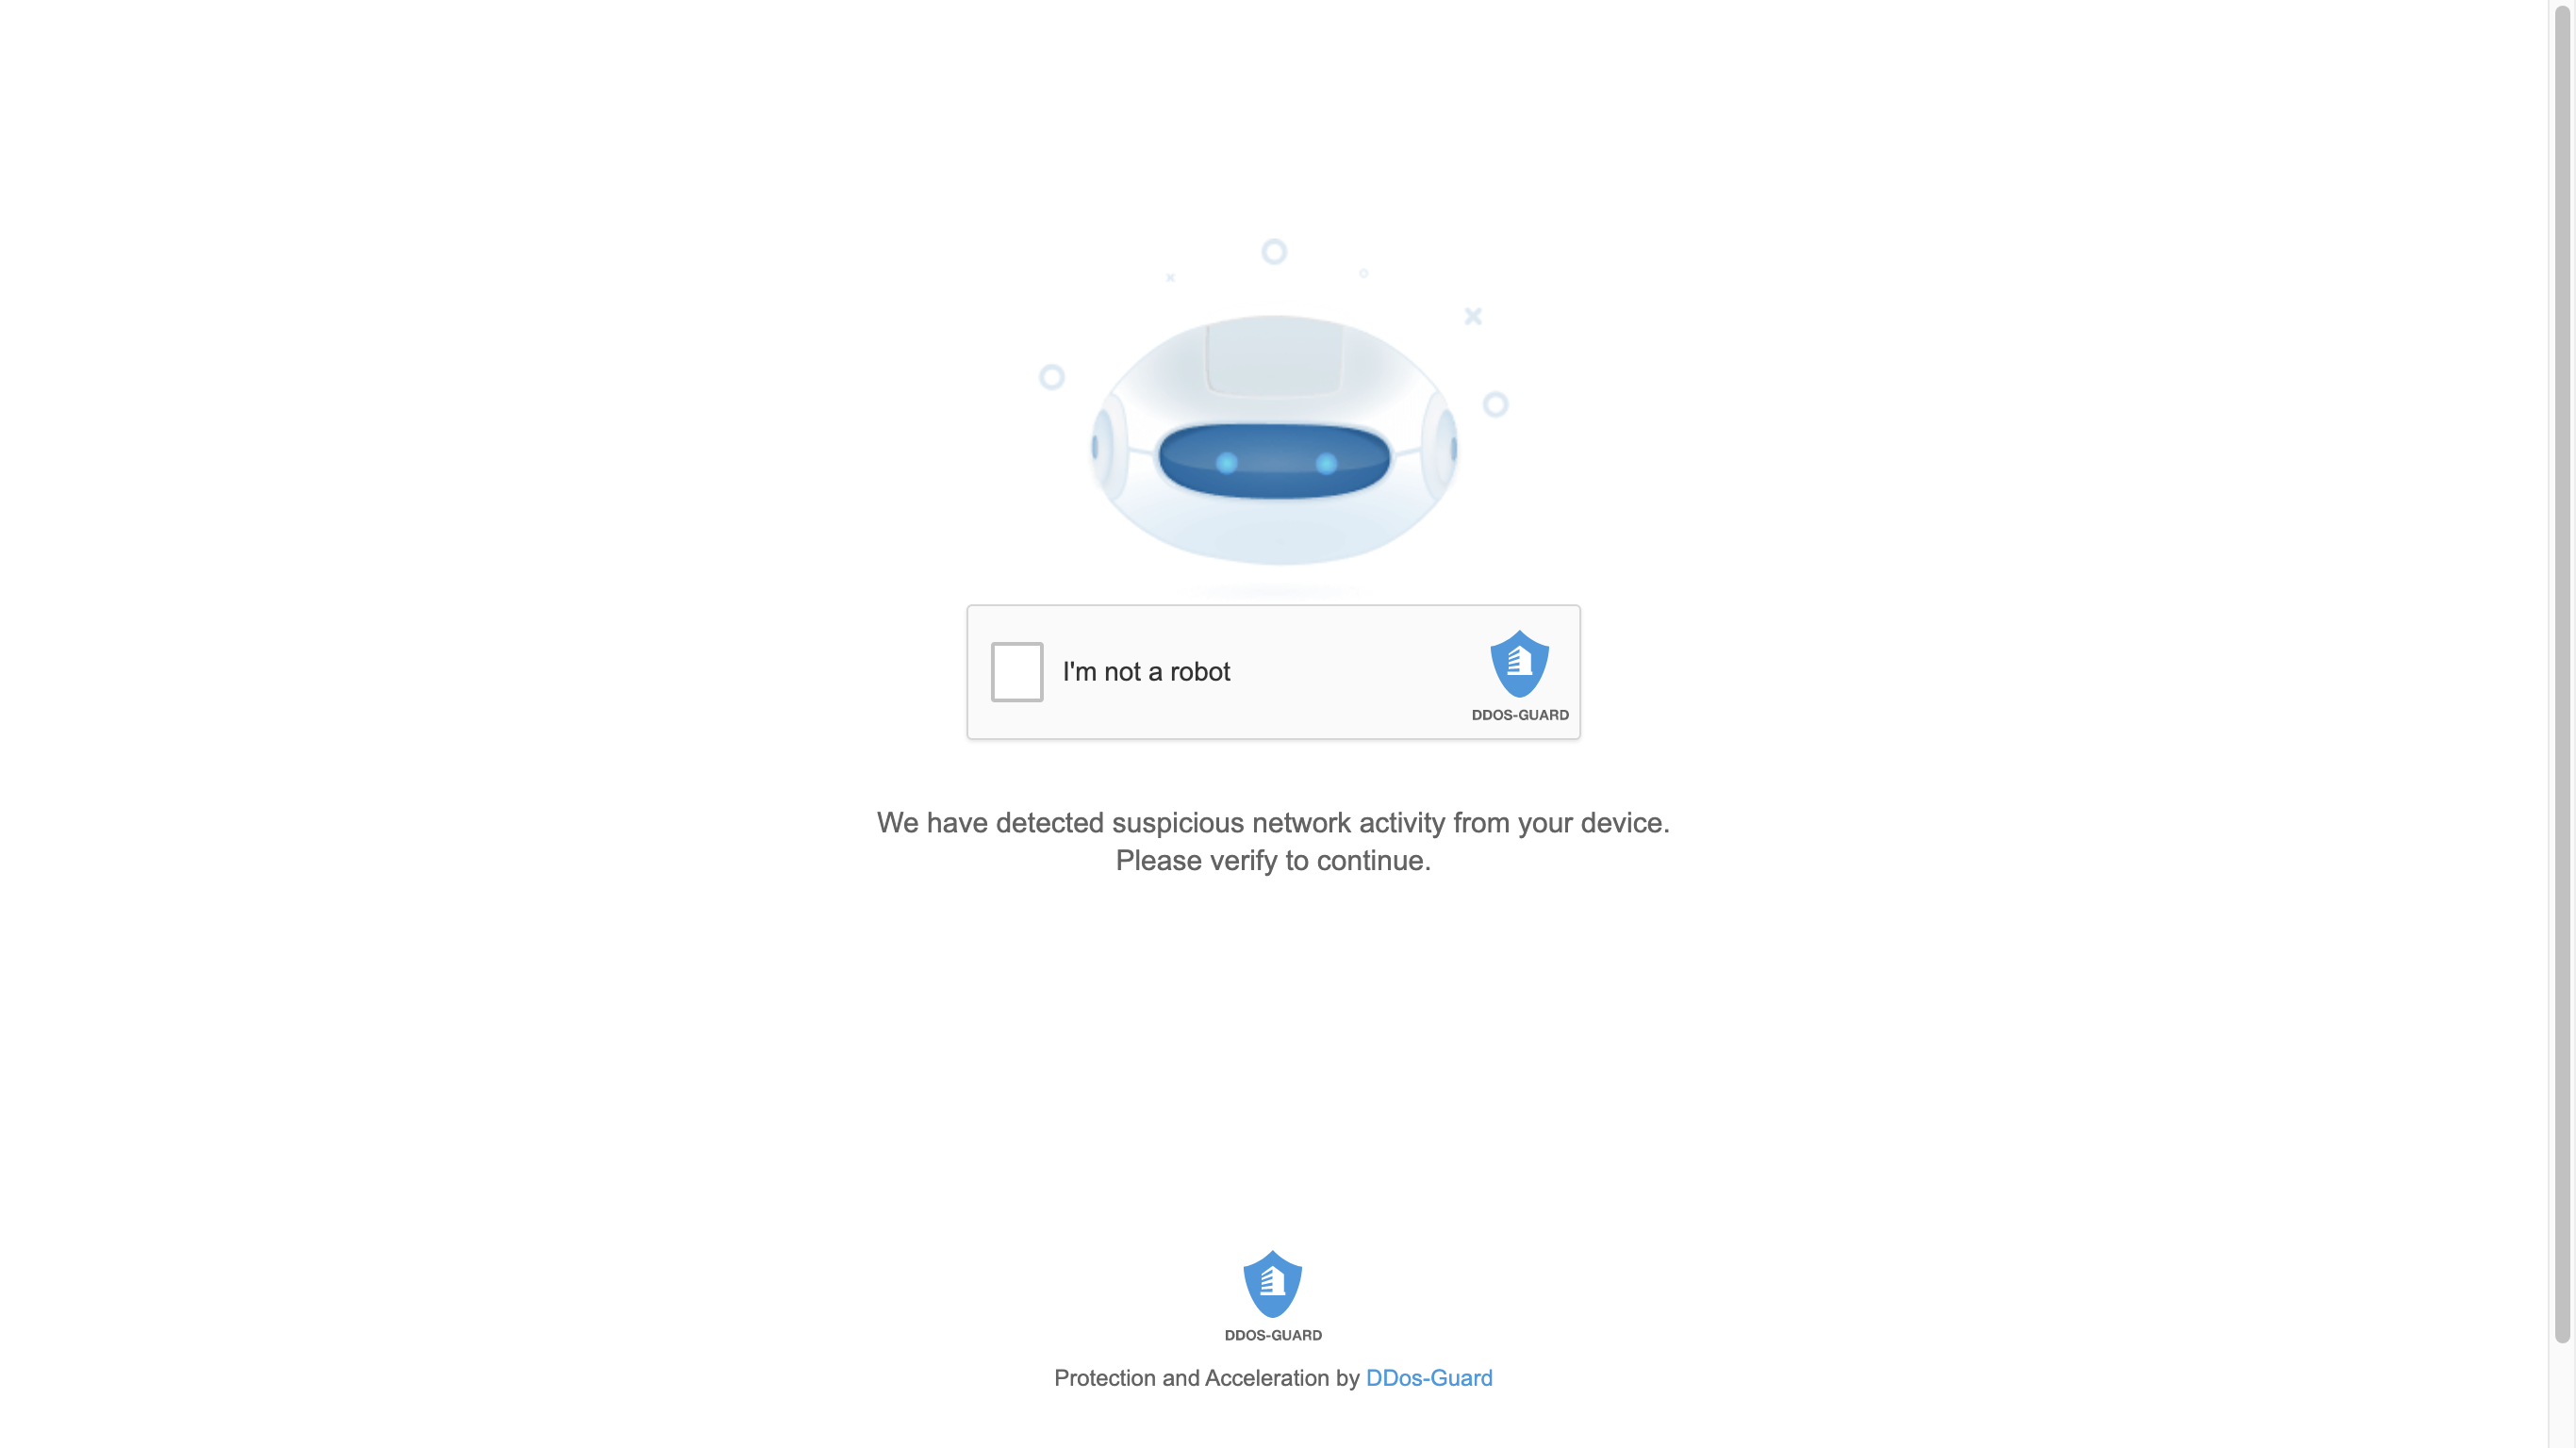 I'm not a robot
DDOS-GUARD
We have detected suspicious network activity from your device.
Please verify to continue.
DDOS-GUARD
Protection and Acceleration by DDos-Guard